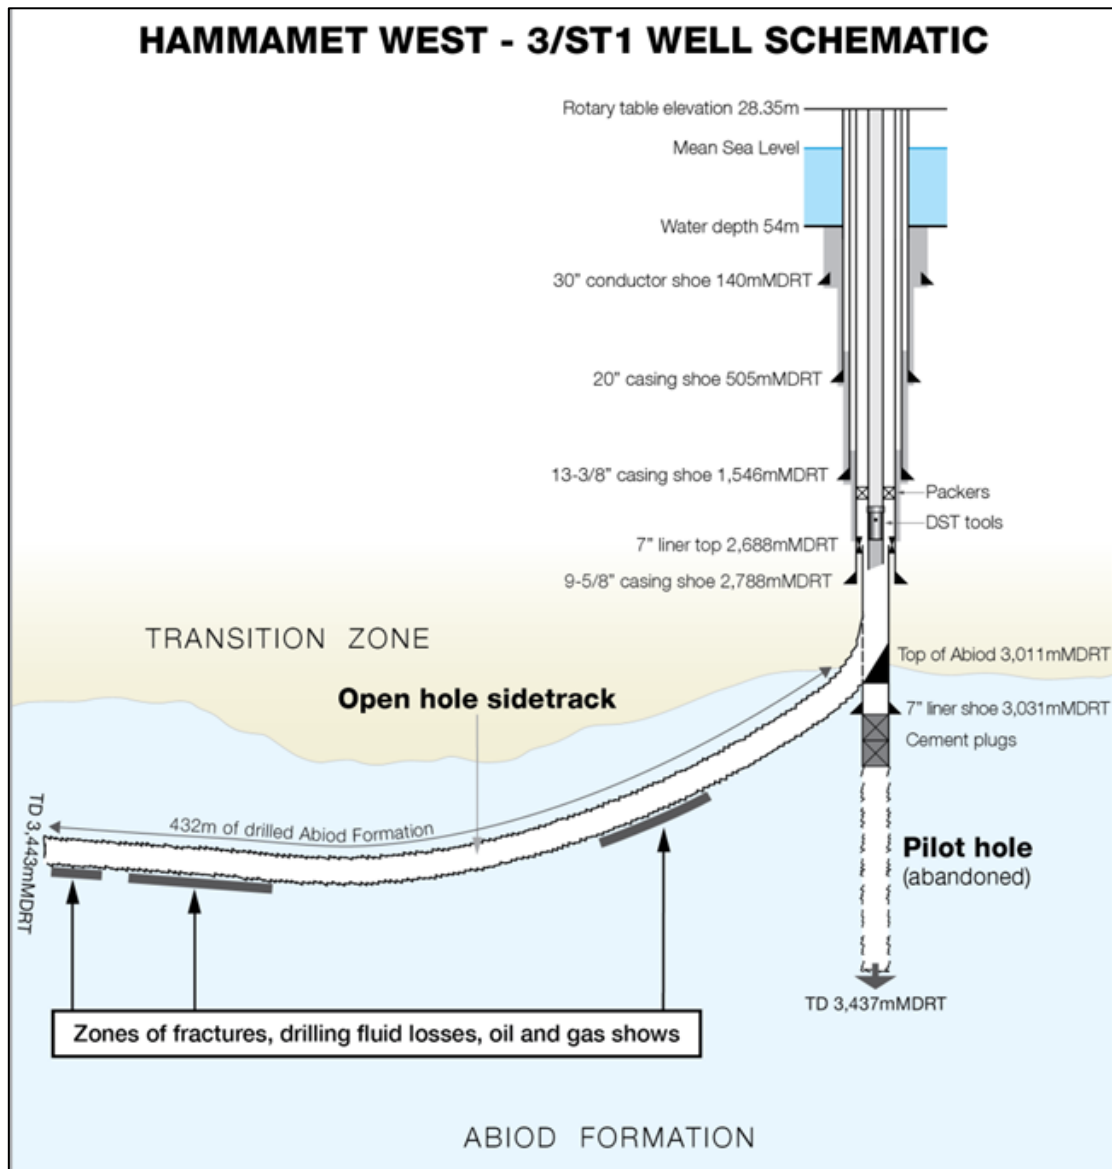 HAMMAMET WEST - 3/ST1 WELL SCHEMATIC
Rotary table elevation 28.35m
Mean Sea Level
Water depth 54m
30" conductor shoe 140mMDRT
20" casing shoe 505mMDRT
13-3/8" casing shoe 1,546mMDRT
Packers
DST tools
7" liner top 2,688mMDRT
9-5/8" casing shoe 2,788mMDRT
TRANSITION ZONE
Top of Abiod 3,011mMDRT
Open hole sidetrack
7" liner shoe 3,031mMDRT
Cement plugs
432m of drilled Abiod Formation
TD 3,443mMDRT
Pilot hole
(abandoned)
TD 3,437mMDRT
Zones of fractures, drilling fluid losses, oil and gas shows
ABIOD FORMATION